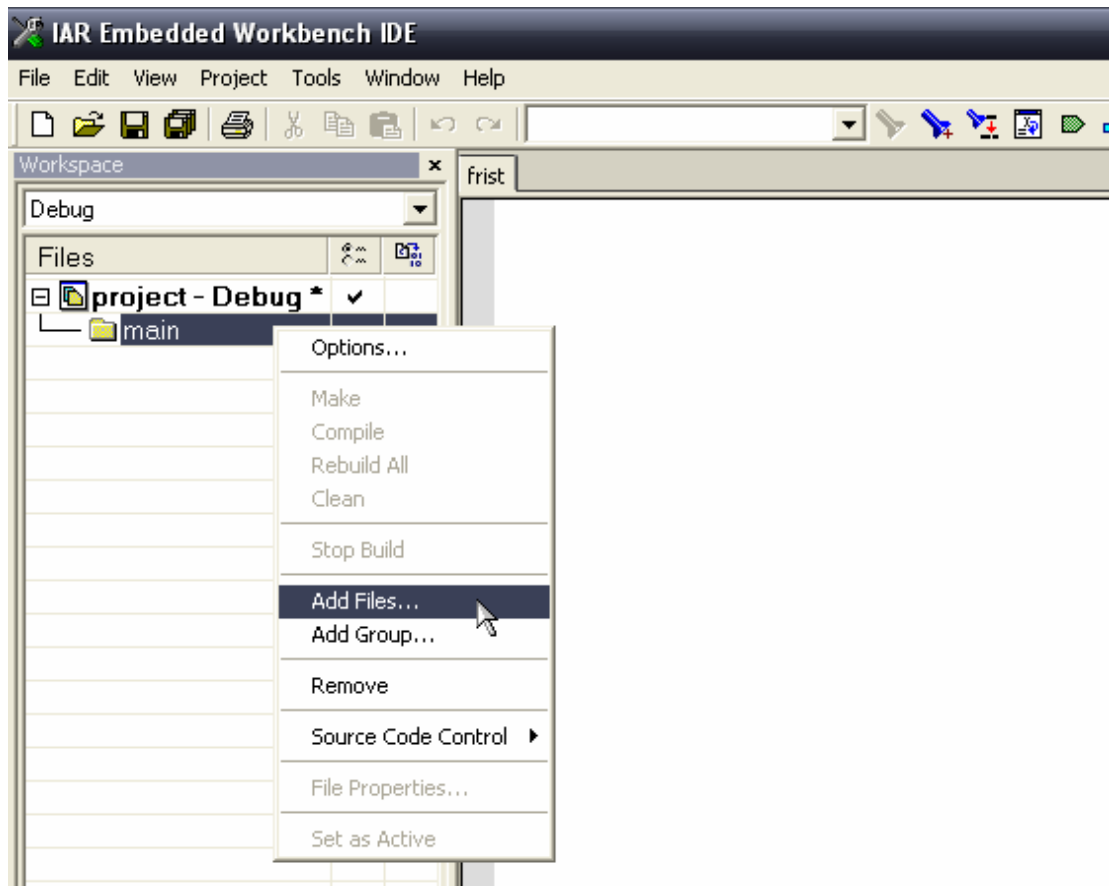 IAR Embedded Workbench IDE
File Edit View Project Tools Window Help
Workspace
frist
Debug
Files
project - Debug *
main
Options...
Make
Compile
Rebuild All
Clean
Stop Build
Add Files...
Add Group...
Remove
Source Code Control
File Properties...
Set as Active